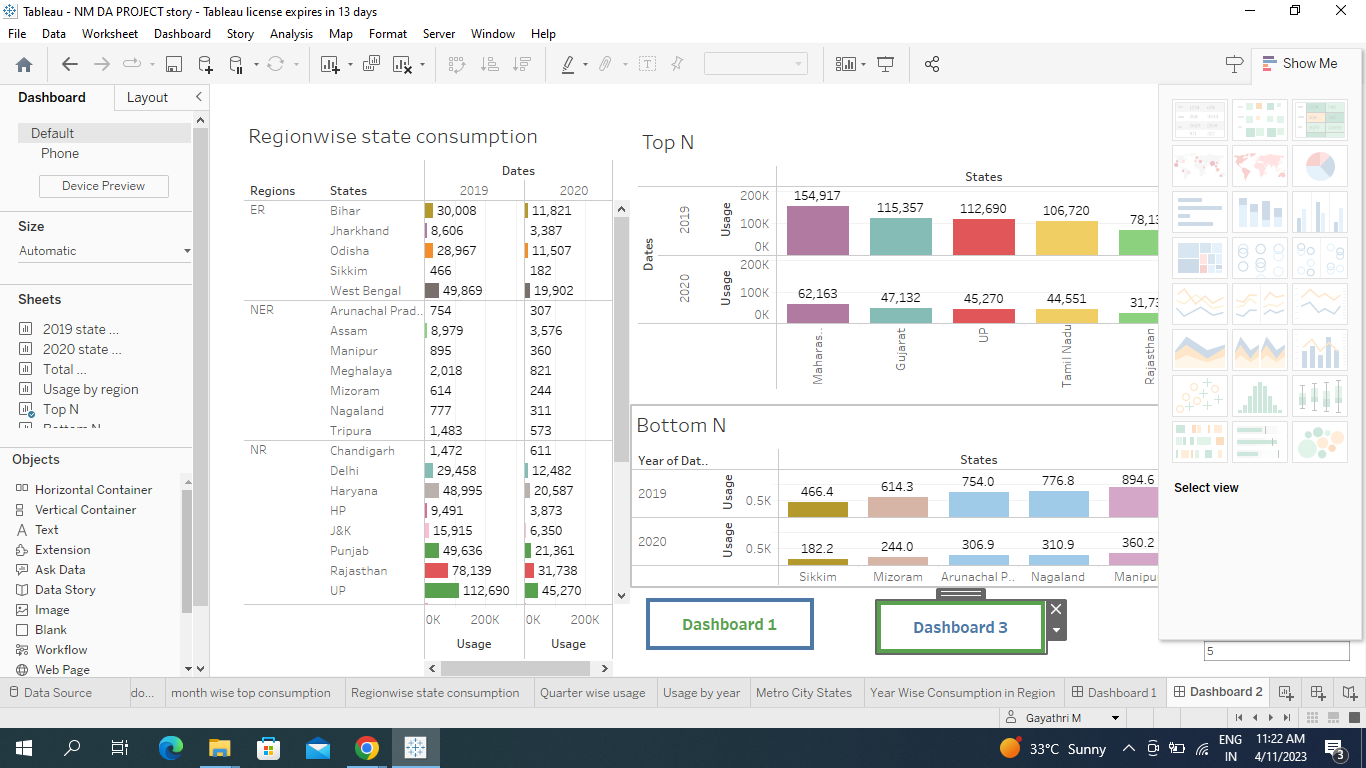 Tableau - NM DA PROJECT story - Tableau license expires in 13 days
File Data Worksheet Dashboard Story Analysis Map Format Server Window Help
Show Me
Dashboard Layout
Default
Phone
Device Preview
Size
Automatic
Sheets
2019 state ...
2020 state ...
Total ...
Usage by region
Top N
Objects
Horizontal Container
Vertical Container
Text
Extension
Ask Data
Data Story
Image
Blank
Workflow
Web Page
Regionwise state consumption
Dates
Regions States 2019 2020
ER Bihar 30,008 11,821
Jharkhand 8,606 3,387
Odisha 28,967 11,507
Sikkim 466 182
West Bengal 49,869 19,902
NER Arunachal Prad.. 754 307
Assam 8,979 3,576
Manipur 895 360
Meghalaya 2,018 821
Mizoram 614 244
Nagaland 777 311
Tripura 1,483 573
NR Chandigarh 1,472 611
Delhi 29,458 12,482
Haryana 48,995 20,587
HP 9,491 3,873
J&K 15,915 6,350
Punjab 49,636 21,361
Rajasthan 78,139 31,738
UP 112,690 45,270
0K 200K 0K 200K
Usage Usage
Top N
States
Dates
2019
Usage
200K
100K
0K
154,917 115,357 112,690 106,720 78,13
2020
Usage
200K
100K
0K
62,163 47,132 45,270 44,551 31,73
Maharas.. Gujarat UP Tamil Nadu Rajasthan
Bottom N
Year of Dat.. States
2019 Usage 0.5K 466.4 614.3 754.0 776.8 894.6
2020 Usage 0.5K 182.2 244.0 306.9 310.9 360.2
Sikkim Mizoram Arunachal P.. Nagaland Manipu
Dashboard 1 Dashboard 3
Select view
5
Data Source do... month wise top consumption Regionwise state consumption Quarter wise usage Usage by year Metro City States Year Wise Consumption in Region Dashboard 1 Dashboard 2
Gayathri M
33°C Sunny
ENG
IN
11:22 AM
4/11/2023
3